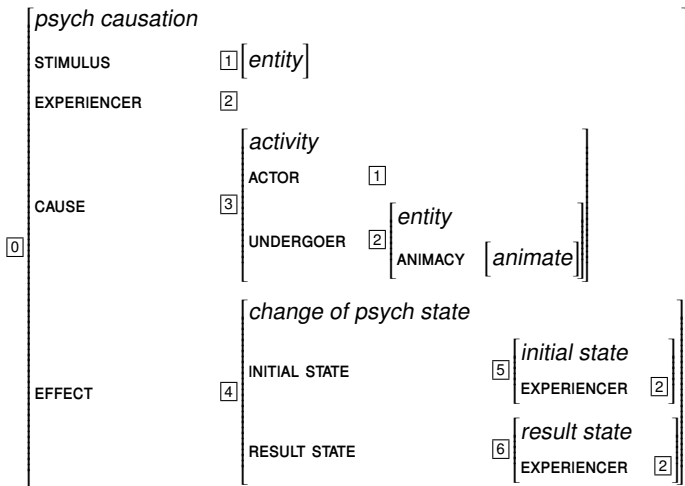 psych causation
STIMULUS 1 [entity]
EXPERIENCER 2
activity
ACTOR 1
CAUSE 3
entity
UNDERGOER 2
ANIMACY [animate]
0
change of psych state
initial state
INITIAL STATE 5
EXPERIENCER 2
EFFECT 4
result state
RESULT STATE 6
EXPERIENCER 2